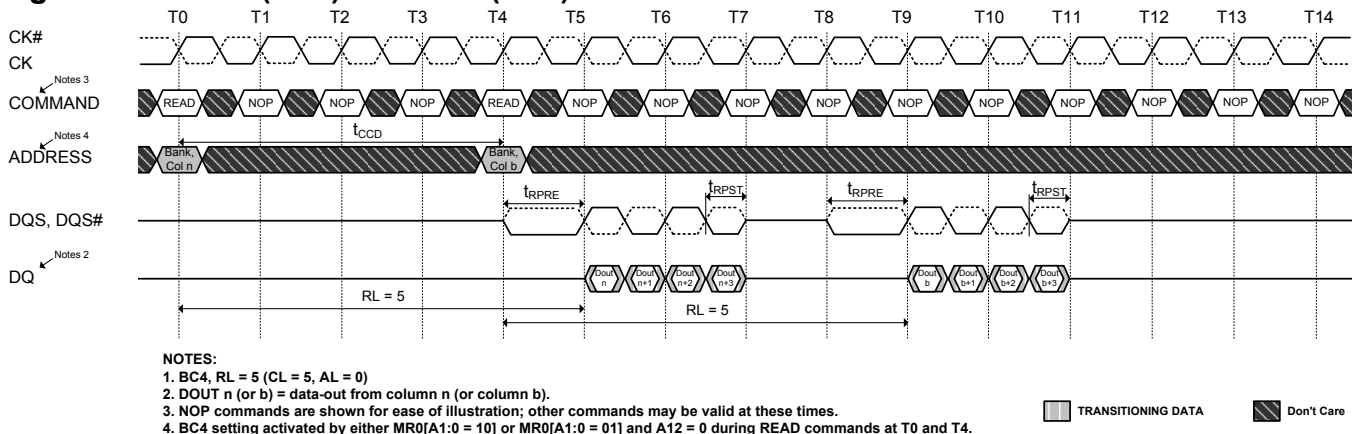 T0 T1 T2 T3 T4 T5 T6 T7 T8 T9 T10 T11 T12 T13 T14
CK#
CK
Notes 3
COMMAND READ NOP NOP NOP READ NOP NOP NOP NOP NOP NOP NOP NOP NOP NOP
tCCD
Notes 4
ADDRESS Bank, Col n Bank, Col b
tRPRE tRPST tRPRE tRPST
DQS, DQS#
Notes 2
DQ Dout n Dout n+1 Dout n+2 Dout n+3 Dout b Dout b+1 Dout b+2 Dout b+3
RL = 5 RL = 5
NOTES:
1. BC4, RL = 5 (CL = 5, AL = 0)
2. DOUT n (or b) = data-out from column n (or column b).
3. NOP commands are shown for ease of illustration; other commands may be valid at these times.
4. BC4 setting activated by either MR0[A1:0 = 10] or MR0[A1:0 = 01] and A12 = 0 during READ commands at T0 and T4.
TRANSITIONING DATA Don't Care